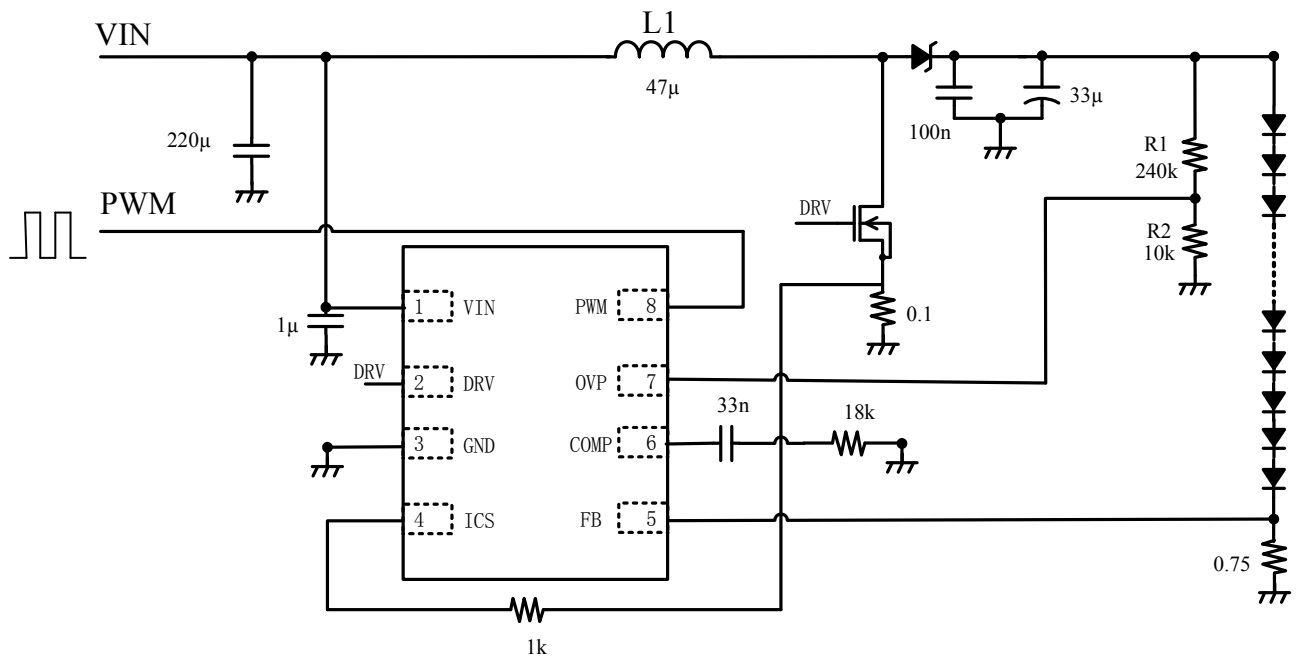 VIN
L1
47µ
220µ
100n
33µ
R1
240k
PWM
DRV
R2
10k
1 VIN
PWM 8
1µ
0.1
DRV
2 DRV
OVP 7
33n
18k
3 GND
COMP 6
4 ICS
FB 5
0.75
1k